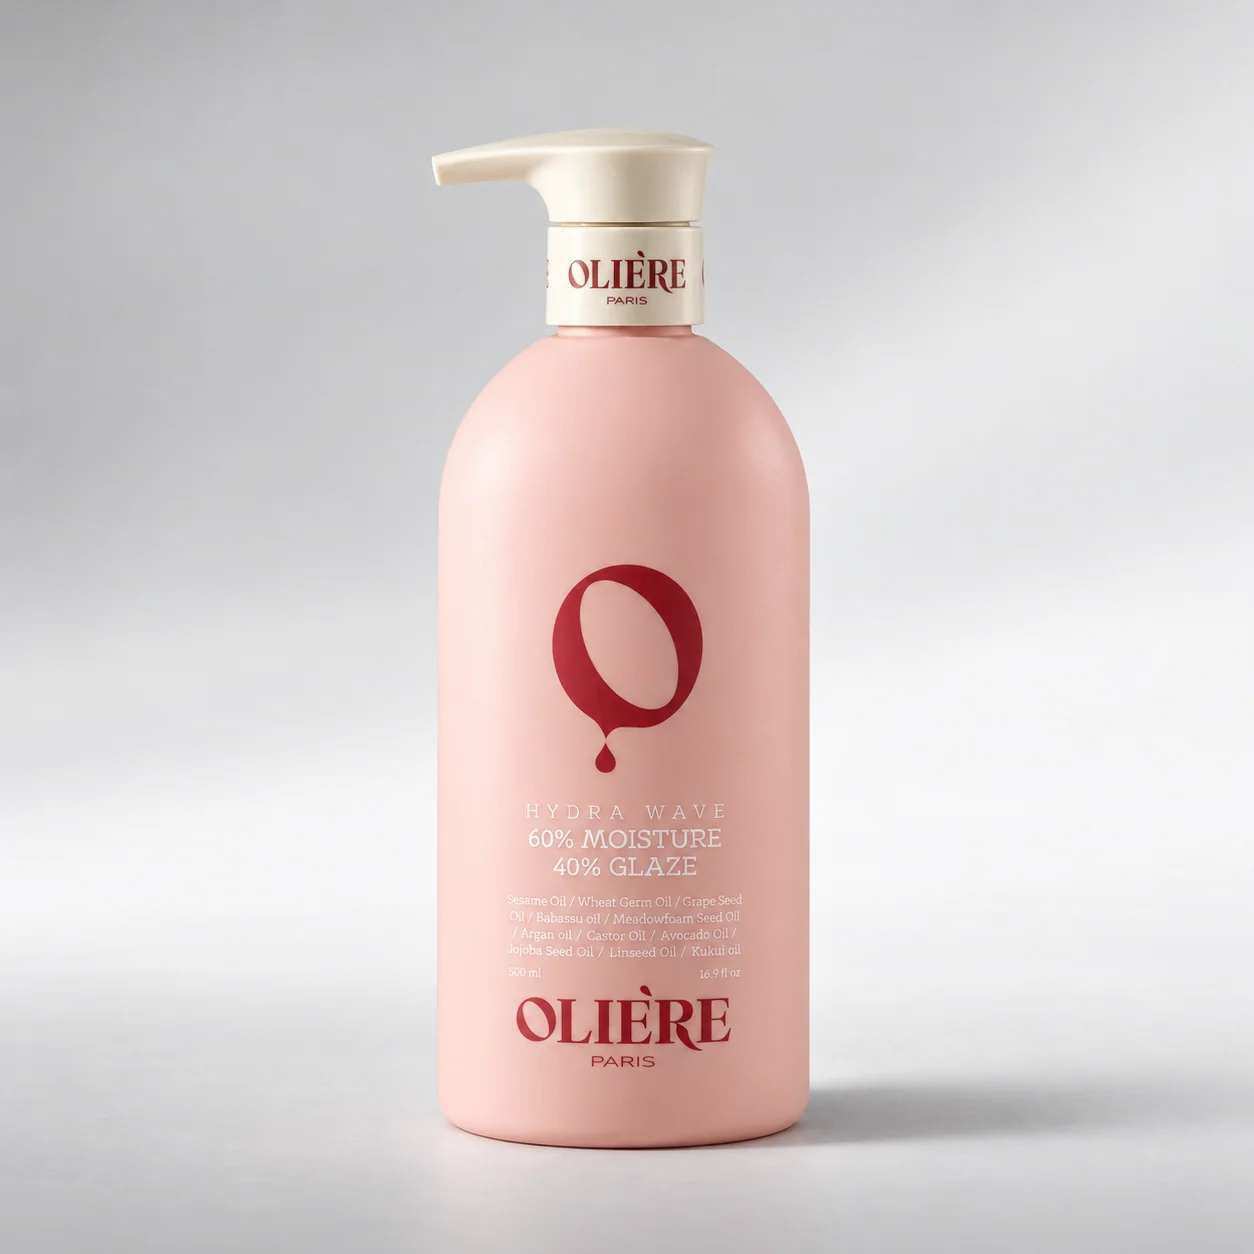 OLIÈRE
PARIS
HYDRA WAVE
60% MOISTURE
40% GLAZE
Sesame Oil / Wheat Germ Oil / Grape Seed
Oil / Babassu oil / Meadowfoam Seed Oil
/ Argan oil / Castor Oil / Avocado Oil /
Jojoba Seed Oil / Linseed Oil / Kukui oil
500 ml 16.9 fl oz
OLIÈRE
PARIS